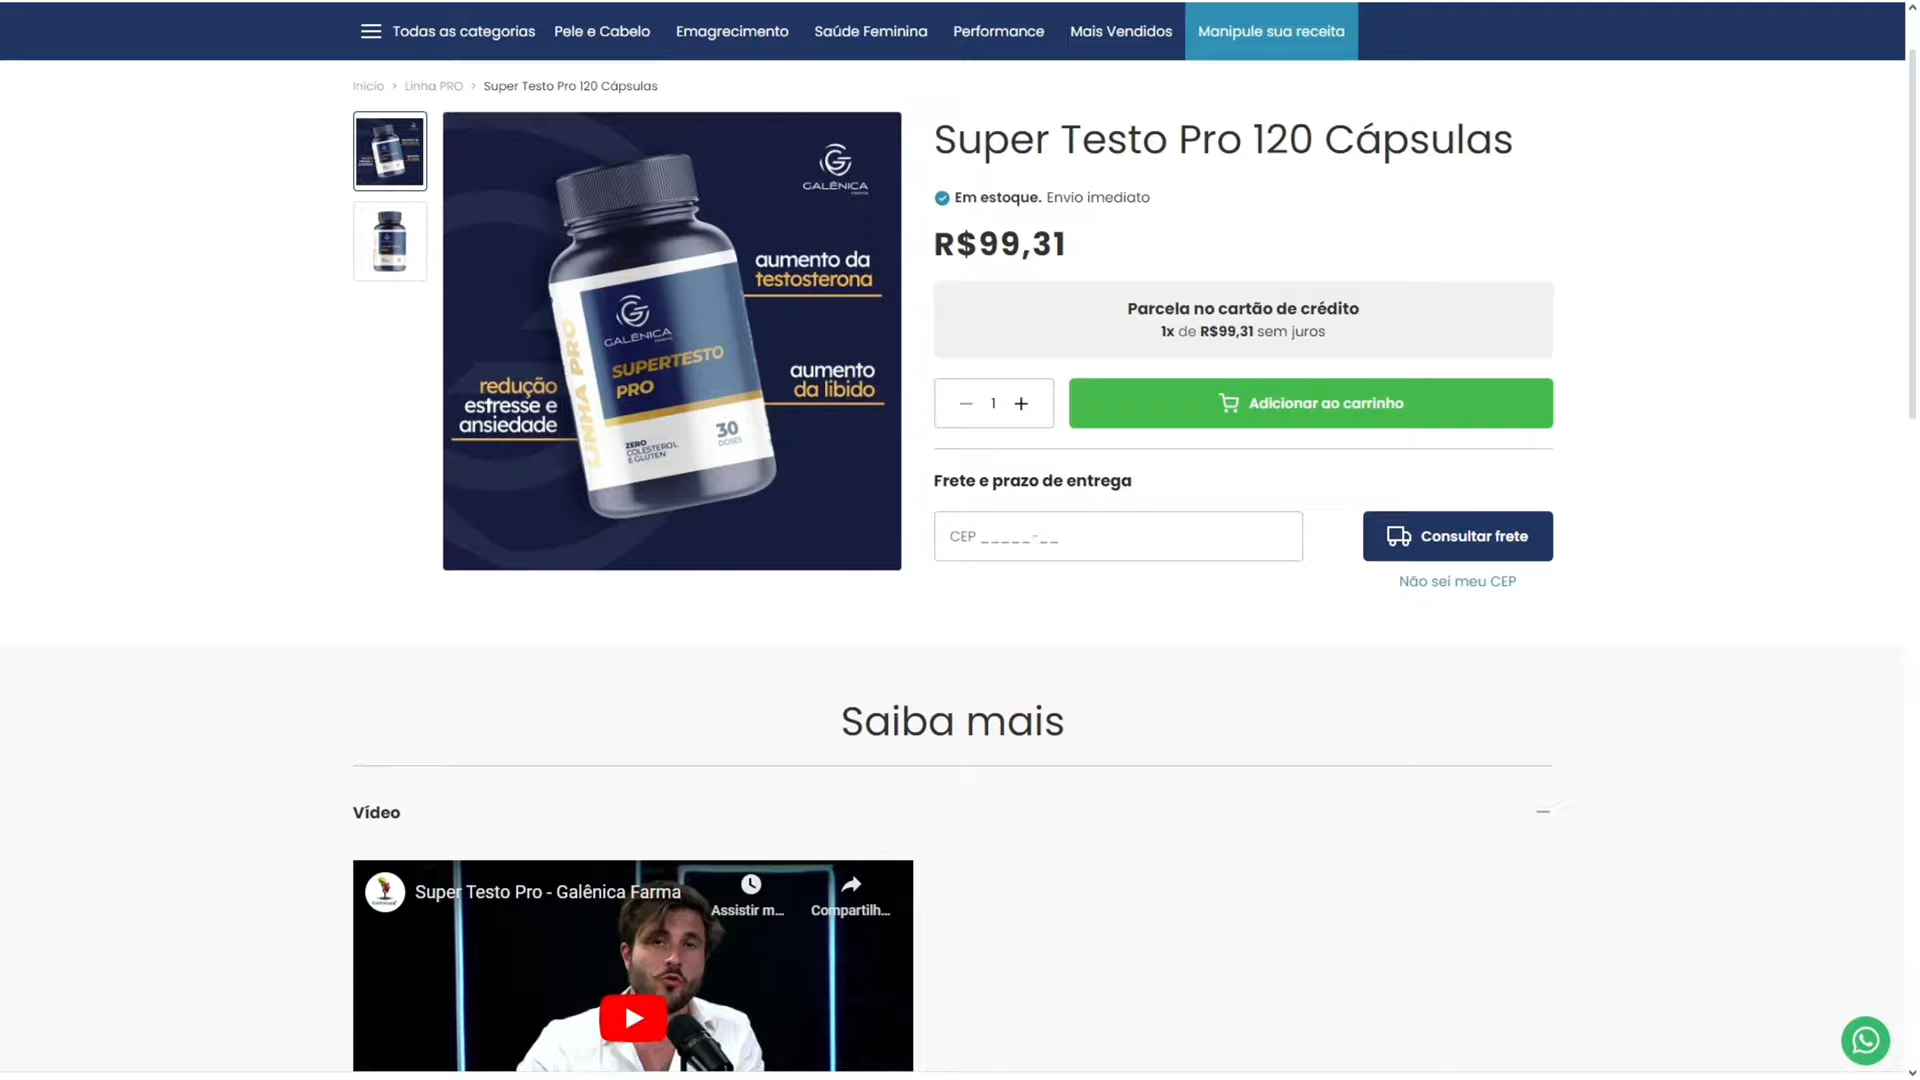 Todas as categorias
Pele e Cabelo
Emagrecimento
Saúde Feminina
Performance
Mais Vendidos
Manipule sua receita
Início > Linha PRO > Super Testo Pro 120 Cápsulas
GALÊNICA
aumento da
testosterona
aumento
da libido
redução
estresse e
ansiedade
LINHA PRO
GALÊNICA
SUPERTESTO
PRO
ZERO
COLESTEROL
E GLÚTEN
30
DOSES
Super Testo Pro 120 Cápsulas
Em estoque. Envio imediato
R$99,31
Parcela no cartão de crédito
1x de R$99,31 sem juros
1
Adicionar ao carrinho
Frete e prazo de entrega
CEP _____-__
Consultar frete
Não sei meu CEP
Saiba mais
Vídeo
Super Testo Pro - Galênica Farma
Assistir m...
Compartilh...